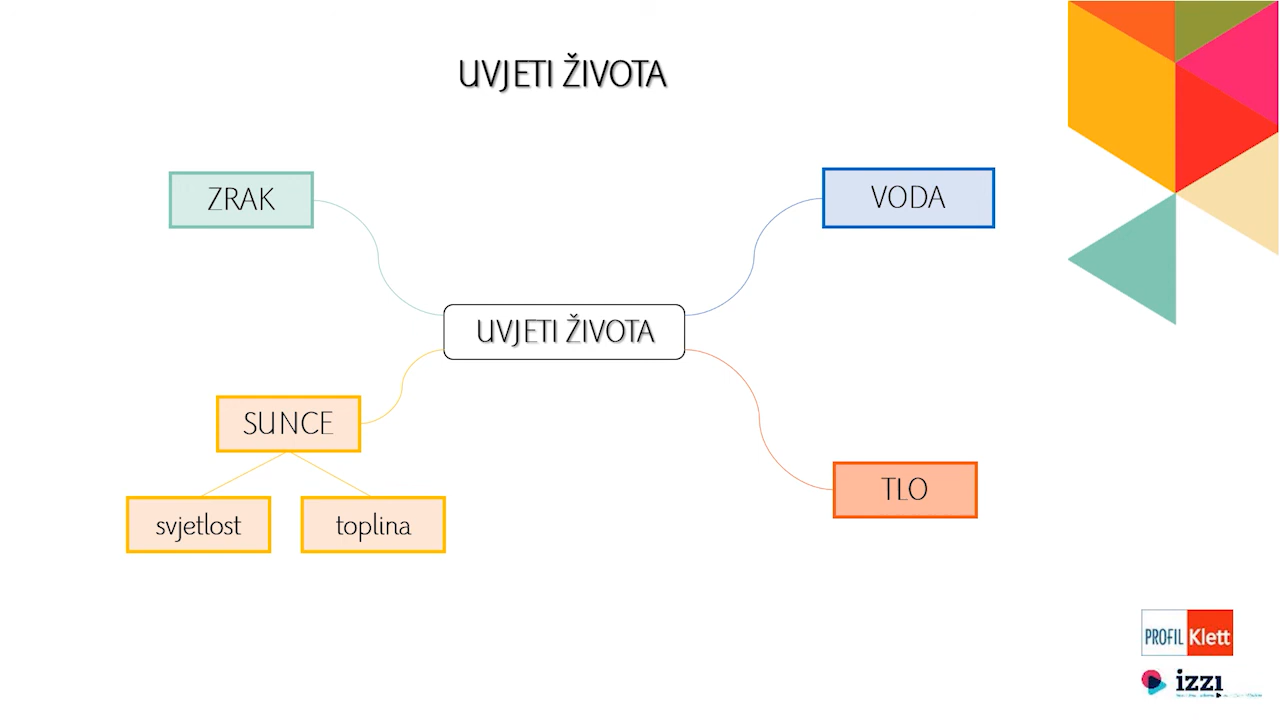 UVJETI ŽIVOTA
ZRAK
VODA
UVJETI ŽIVOTA
SUNCE
TLO
svjetlost
toplina
PROFIL Klett
izzi